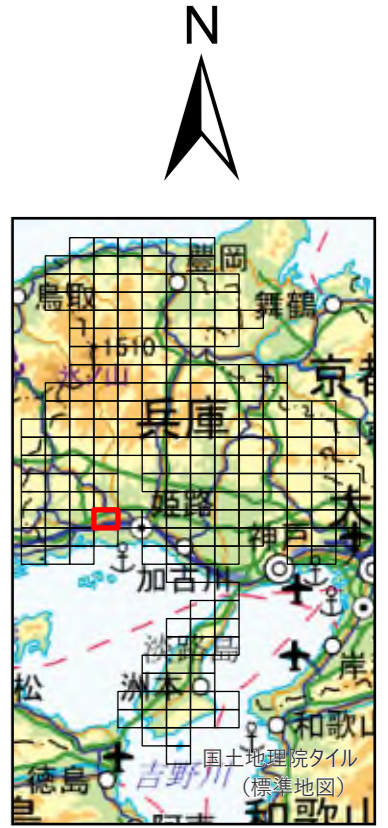 N
豊岡
鳥取
舞鶴
1510
氷ノ山
京都
兵庫
姫路
大
神戸
加古川
淡路島
岸
松
洲本
和歌山
国土地理院タイル
徳島
吉野川
(標準地図)
和歌山